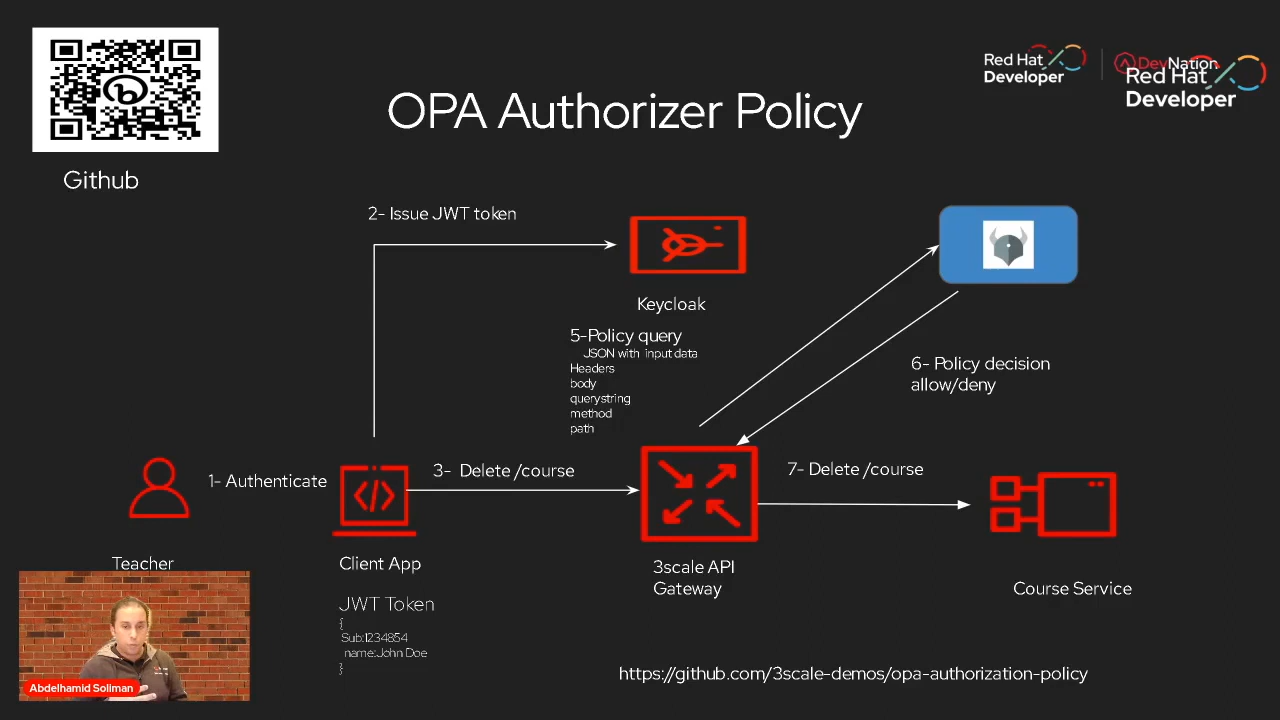 Github
OPA Authorizer Policy
Red Hat
Developer
DevNation
Red Hat
Developer
2- Issue JWT token
Keycloak
5-Policy query
JSON with input data
Headers
body
querystring
method
path
6- Policy decision
allow/deny
1- Authenticate
3- Delete /course
7- Delete /course
Teacher
Client App
3scale API
Gateway
Course Service
JWT Token
{
Sub:1234854
name:John Doe
}
Abdelhamid Soliman
https://github.com/3scale-demos/opa-authorization-policy